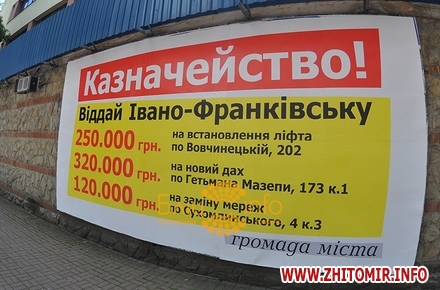 Казначейство!
Віддай Івано-Франківську
250.000 грн. на встановлення ліфта
по Вовчинецькій, 202
320.000 грн. на новий дах
по Гетьмана Мазепи, 173 к.1
120.000 грн. на заміну мереж
по Сухомлинського, 4 к.3
громада міста
www.ZHITOMIR.info